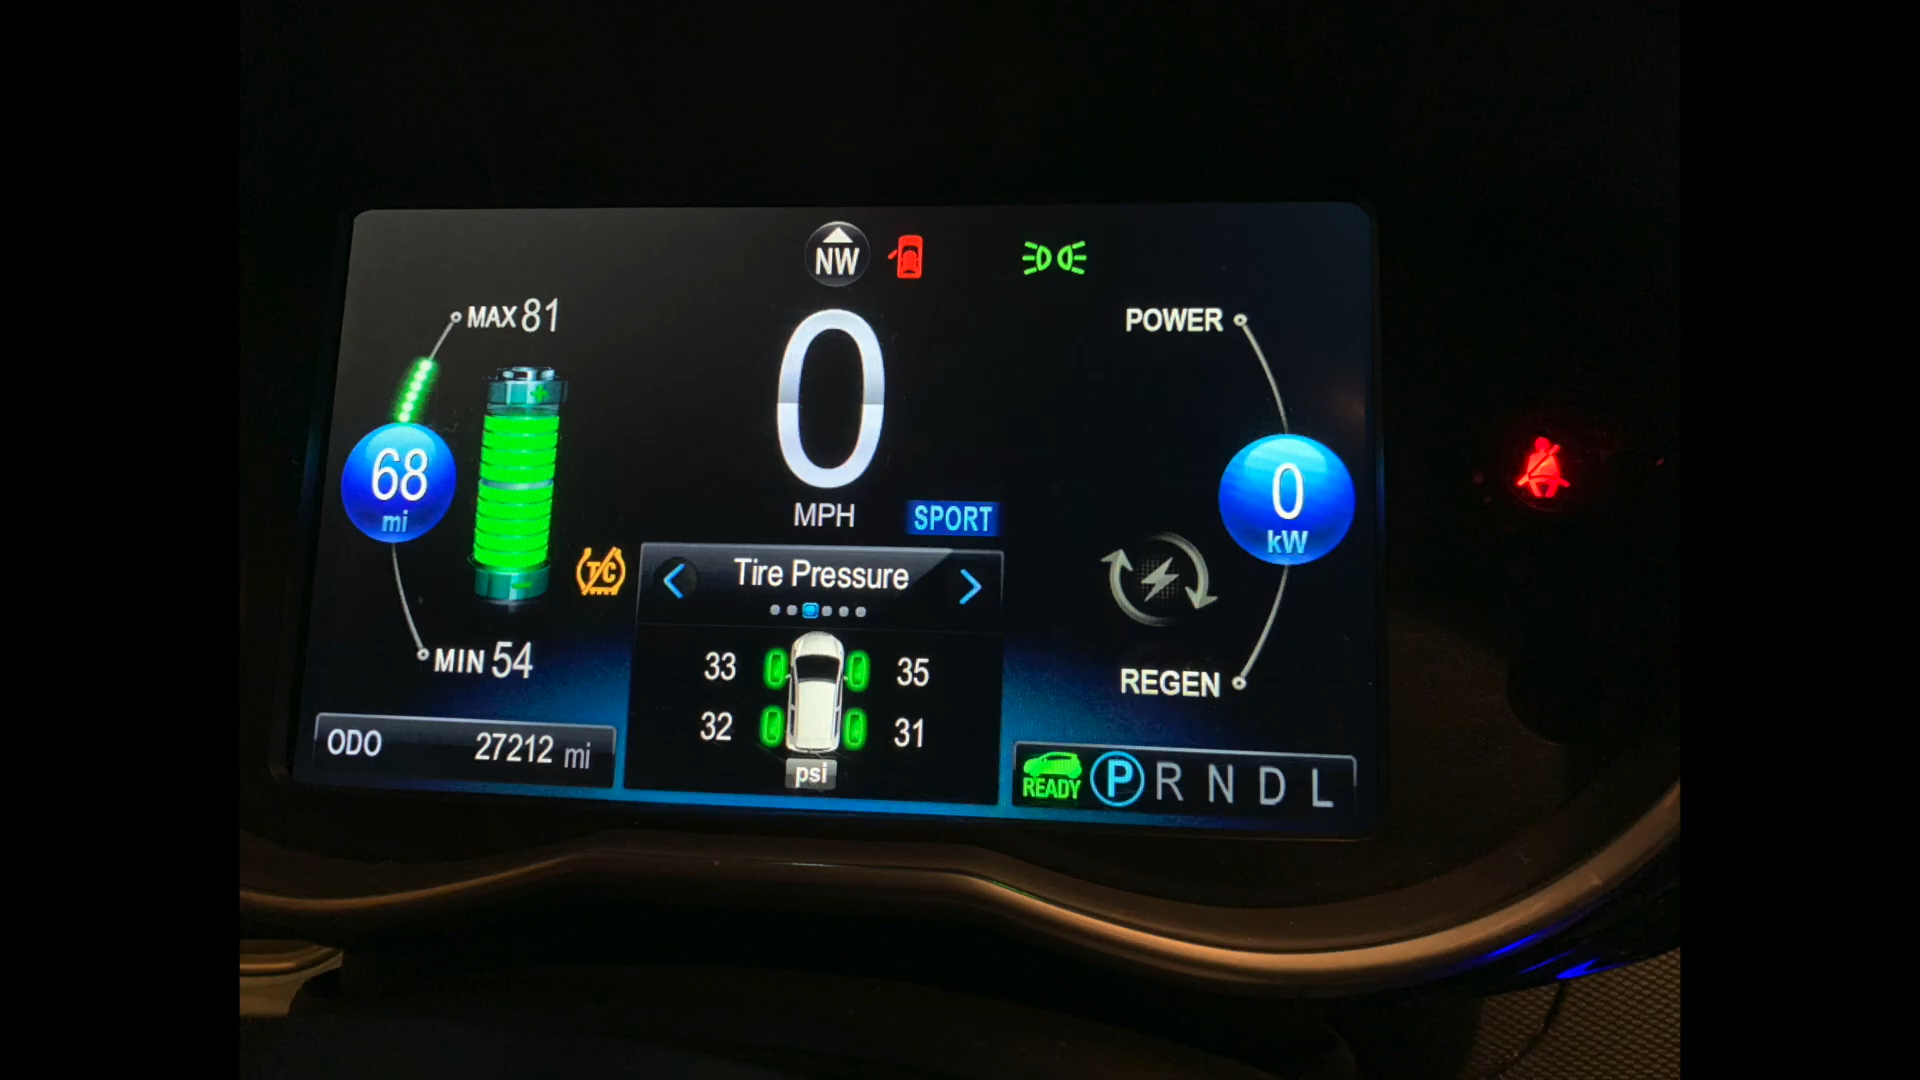 NW
MAX 81
POWER
0
68
mi
0
kW
MPH
SPORT
TC
Tire Pressure
MIN 54
33
35
REGEN
32
31
ODO 27212 mi
psi
READY P R N D L